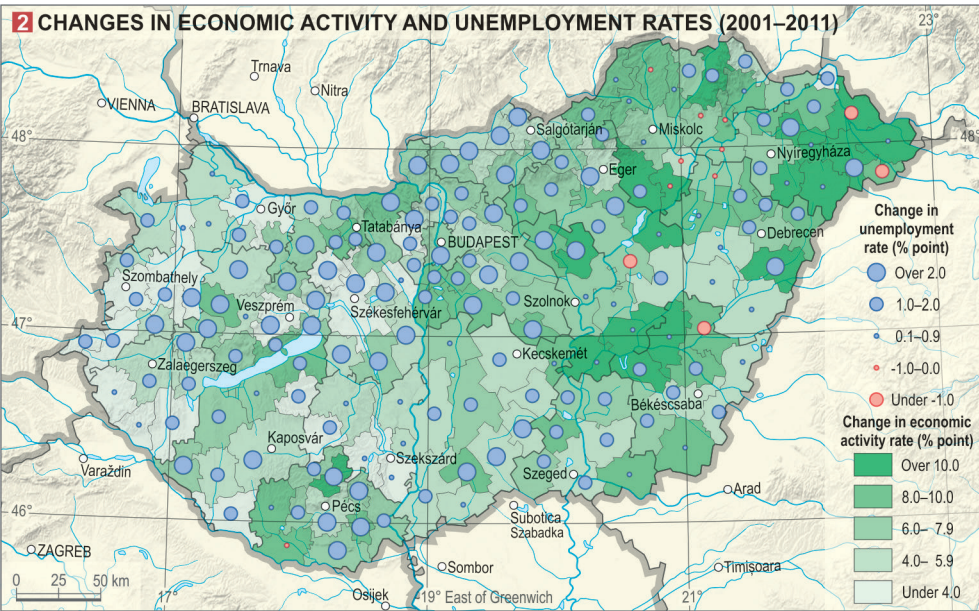 2 CHANGES IN ECONOMIC ACTIVITY AND UNEMPLOYMENT RATES (2001–2011)
23°
Trnava
Nitra
VIENNA
BRATISLAVA
48°
Salgótarján
Miskolc
48°
Nyíregyháza
Eger
Győr
Tatabánya
BUDAPEST
Debrecen
Szombathely
Veszprém
Székesfehérvár
Szolnok
47°
Zalaegerszeg
Kecskemét
Békéscsaba
Kaposvár
Varaždin
Szekszárd
Szeged
Arad
46°
Pécs
Subotica
Szabadka
ZAGREB
Sombor
Timișoara
0 25 50 km
17°
Osijek
19° East of Greenwich
21°
Change in
unemployment
rate (% point)
Over 2.0
1.0–2.0
0.1–0.9
-1.0–0.0
Under -1.0
Change in economic
activity rate (% point)
Over 10.0
8.0–10.0
6.0– 7.9
4.0– 5.9
Under 4.0